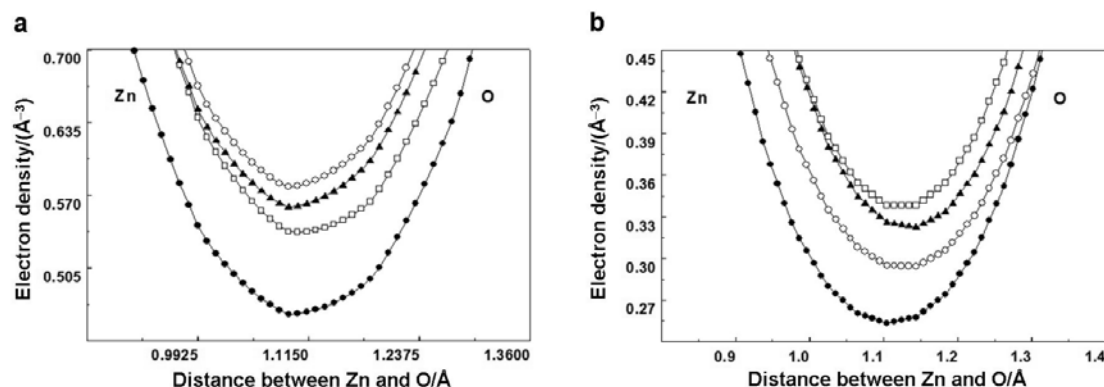 a
Electron density/(Å⁻³)
0.700
0.635
0.570
0.505
Zn
O
0.9925 1.1150 1.2375 1.3600
Distance between Zn and O/Å
b
Electron density/(Å⁻³)
0.45
0.42
0.39
0.36
0.33
0.30
0.27
Zn
O
0.9 1.0 1.1 1.2 1.3 1.4
Distance between Zn and O/Å